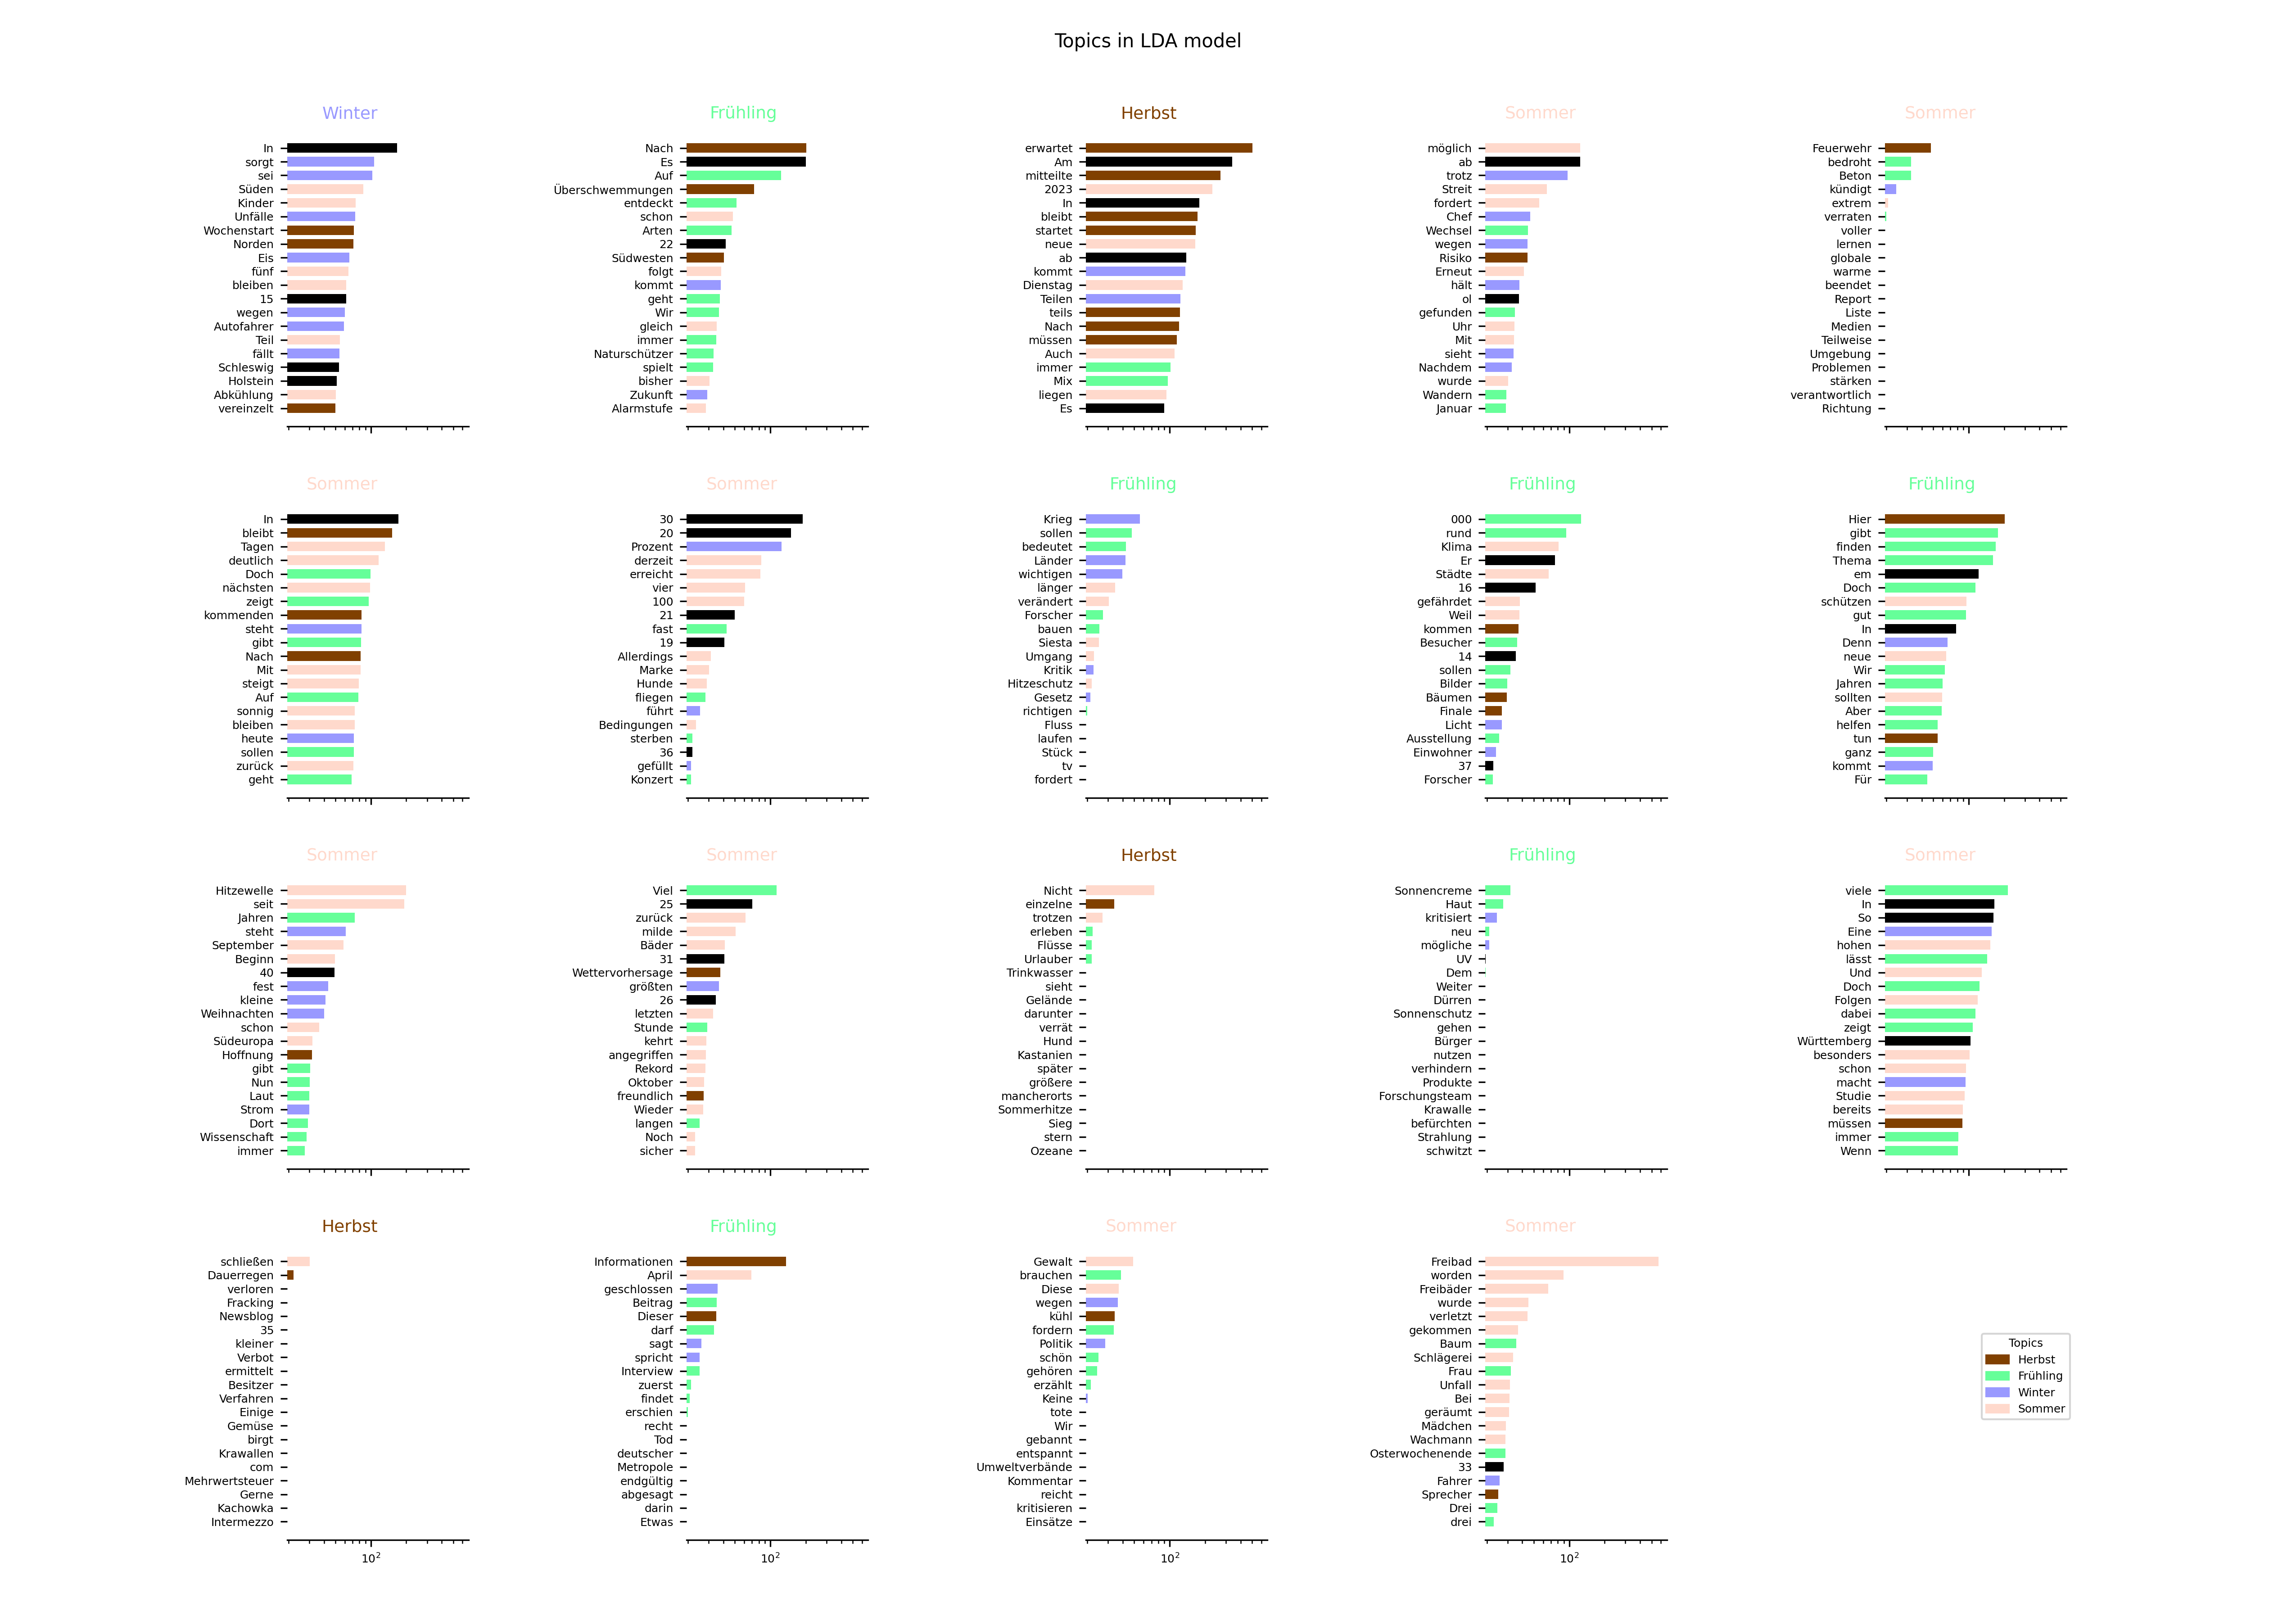 Topics in LDA model
Winter
In
sorgt
sei
Süden
Kinder
Unfälle
Wochenstart
Norden
Eis
fünf
bleiben
15
wegen
Autofahrer
Teil
fällt
Schleswig
Holstein
Abkühlung
vereinzelt
Frühling
Nach
Es
Auf
Überschwemmungen
entdeckt
schon
Arten
22
Südwesten
folgt
kommt
geht
Wir
gleich
immer
Naturschützer
spielt
bisher
Zukunft
Alarmstufe
Herbst
erwartet
Am
mitteilte
2023
In
bleibt
startet
neue
ab
kommt
Dienstag
Teilen
teils
Nach
müssen
Auch
immer
Mix
liegen
Es
Sommer
möglich
ab
trotz
Streit
fordert
Chef
Wechsel
wegen
Risiko
Erneut
hält
ol
gefunden
Uhr
Mit
sieht
Nachdem
wurde
Wandern
Januar
Sommer
Feuerwehr
bedroht
Beton
kündigt
extrem
verraten
voller
lernen
globale
warme
beendet
Report
Liste
Medien
Teilweise
Umgebung
Problemen
stärken
verantwortlich
Richtung
Sommer
In
bleibt
Tagen
deutlich
Doch
nächsten
zeigt
kommenden
steht
gibt
Nach
Mit
steigt
Auf
sonnig
bleiben
heute
sollen
zurück
geht
Sommer
30
20
Prozent
derzeit
erreicht
vier
100
21
fast
19
Allerdings
Marke
Hunde
fliegen
führt
Bedingungen
sterben
36
gefüllt
Konzert
Frühling
Krieg
sollen
bedeutet
Länder
wichtigen
länger
verändert
Forscher
bauen
Siesta
Umgang
Kritik
Hitzeschutz
Gesetz
richtigen
Fluss
laufen
Stück
tv
fordert
Frühling
000
rund
Klima
Er
Städte
16
gefährdet
Weil
kommen
Besucher
14
sollen
Bilder
Bäumen
Finale
Licht
Ausstellung
Einwohner
37
Forscher
Frühling
Hier
gibt
finden
Thema
em
Doch
schützen
gut
In
Denn
neue
Wir
Jahren
sollten
Aber
helfen
tun
ganz
kommt
Für
Sommer
Hitzewelle
seit
Jahren
steht
September
Beginn
40
fest
kleine
Weihnachten
schon
Südeuropa
Hoffnung
gibt
Nun
Laut
Strom
Dort
Wissenschaft
immer
Sommer
Viel
25
zurück
milde
Bäder
31
Wettervorhersage
größten
26
letzten
Stunde
kehrt
angegriffen
Rekord
Oktober
freundlich
Wieder
langen
Noch
sicher
Herbst
Nicht
einzelne
trotzen
erleben
Flüsse
Urlauber
Trinkwasser
sieht
Gelände
darunter
verrät
Hund
Kastanien
später
größere
mancherorts
Sommerhitze
Sieg
stern
Ozeane
Frühling
Sonnencreme
Haut
kritisiert
neu
mögliche
UV
Dem
Weiter
Dürren
Sonnenschutz
gehen
Bürger
nutzen
verhindern
Produkte
Forschungsteam
Krawalle
befürchten
Strahlung
schwitzt
Sommer
viele
In
So
Eine
hohen
lässt
Und
Doch
Folgen
dabei
zeigt
Württemberg
besonders
schon
macht
Studie
bereits
müssen
immer
Wenn
Herbst
schließen
Dauerregen
verloren
Fracking
Newsblog
35
kleiner
Verbot
ermittelt
Besitzer
Verfahren
Einige
Gemüse
birgt
Krawallen
com
Mehrwertsteuer
Gerne
Kachowka
Intermezzo
10²
Frühling
Informationen
April
geschlossen
Beitrag
Dieser
darf
sagt
spricht
Interview
zuerst
findet
erschien
recht
Tod
deutscher
Metropole
endgültig
abgesagt
darin
Etwas
10²
Sommer
Gewalt
brauchen
Diese
wegen
kühl
fordern
Politik
schön
gehören
erzählt
Keine
tote
Wir
gebannt
entspannt
Umweltverbände
Kommentar
reicht
kritisieren
Einsätze
10²
Sommer
Freibad
worden
Freibäder
wurde
verletzt
gekommen
Baum
Schlägerei
Frau
Unfall
Bei
geräumt
Mädchen
Wachmann
Osterwochenende
33
Fahrer
Sprecher
Drei
drei
10²
Topics
Herbst
Frühling
Winter
Sommer